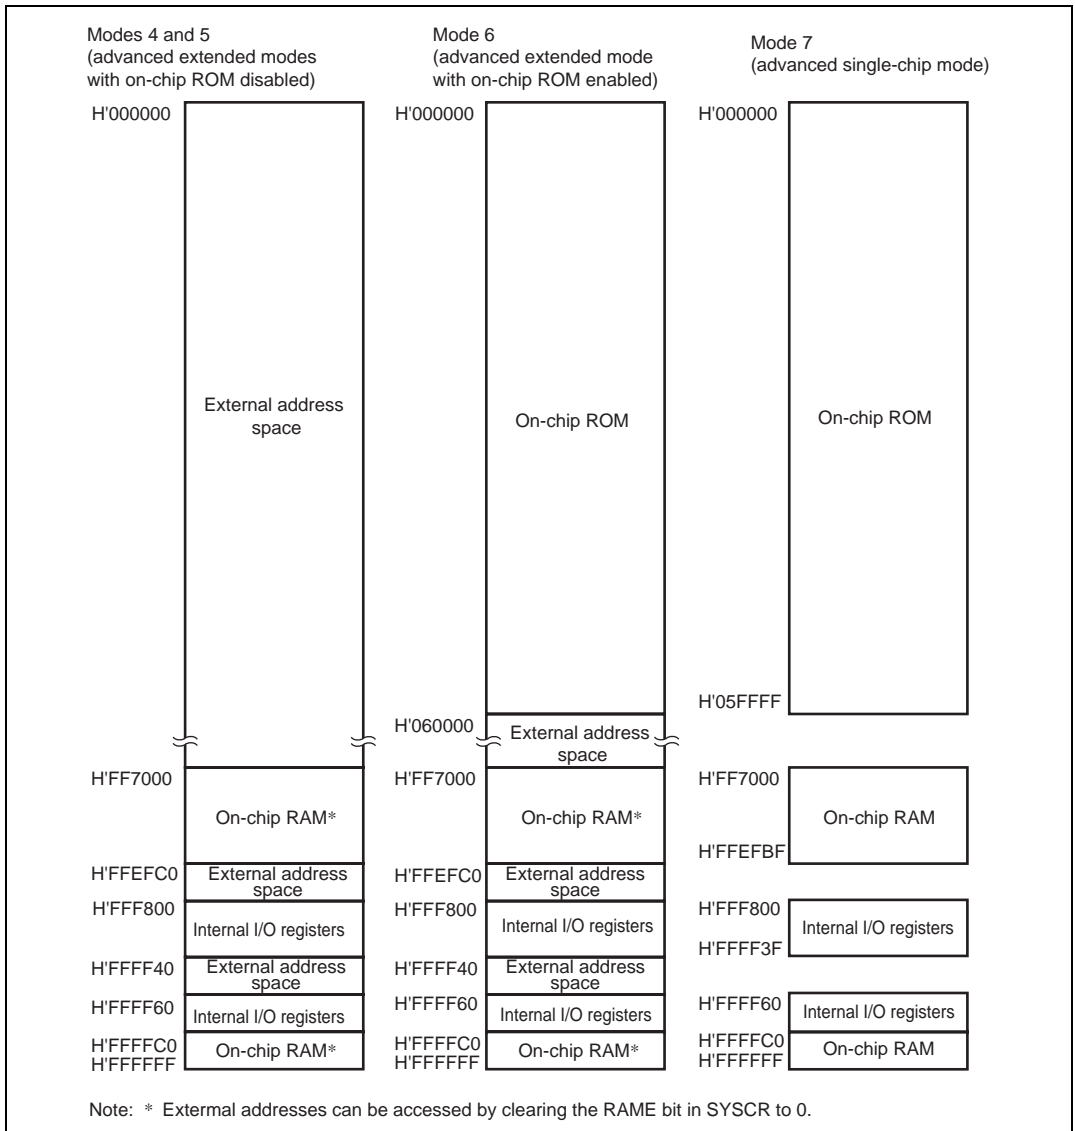 Modes 4 and 5
(advanced extended modes
with on-chip ROM disabled)
H'000000
External address
space
H'FF7000
On-chip RAM*
H'FFEFC0
External address
space
H'FFF800
Internal I/O registers
H'FFFF40
External address
space
H'FFFF60
Internal I/O registers
H'FFFFC0
On-chip RAM*
H'FFFFFF
Mode 6
(advanced extended mode
with on-chip ROM enabled)
H'000000
On-chip ROM
H'060000
External address
space
H'FF7000
On-chip RAM*
H'FFEFC0
External address
space
H'FFF800
Internal I/O registers
H'FFFF40
External address
space
H'FFFF60
Internal I/O registers
H'FFFFC0
On-chip RAM*
H'FFFFFF
Mode 7
(advanced single-chip mode)
H'000000
On-chip ROM
H'05FFFF
H'FF7000
On-chip RAM
H'FFEFBF
H'FFF800
Internal I/O registers
H'FFFF3F
H'FFFF60
Internal I/O registers
H'FFFFC0
On-chip RAM
H'FFFFFF
Note: * Extermal addresses can be accessed by clearing the RAME bit in SYSCR to 0.